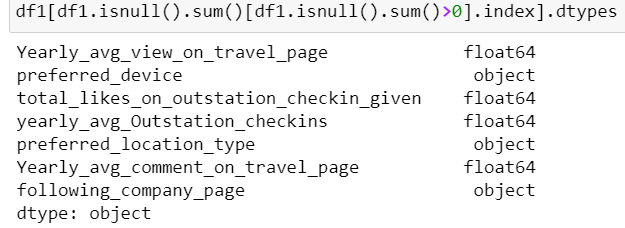 df1[df1.isnull().sum()[df1.isnull().sum()>0].index].dtypes
Yearly_avg_view_on_travel_page float64
preferred_device object
total_likes_on_outstation_checkin_given float64
yearly_avg_Outstation_checkins float64
preferred_location_type object
Yearly_avg_comment_on_travel_page float64
following_company_page object
dtype: object